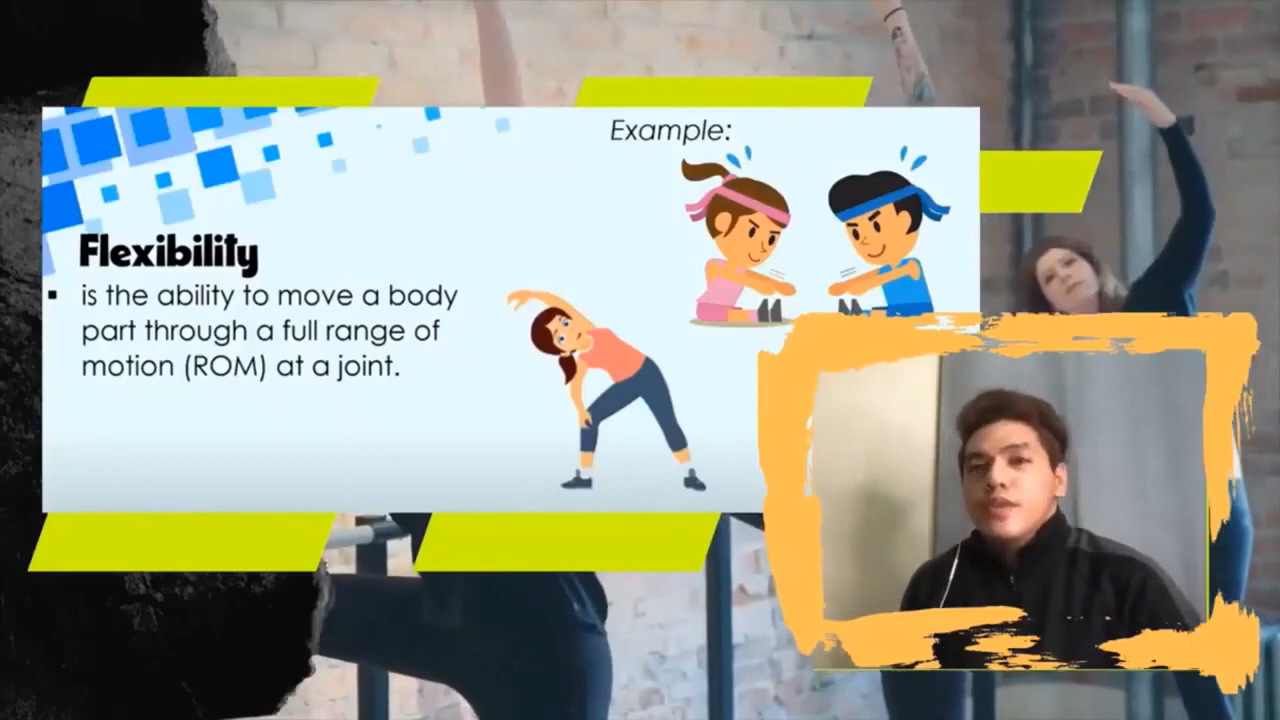 Example:
Flexibility
▪ is the ability to move a body
part through a full range of
motion (ROM) at a joint.